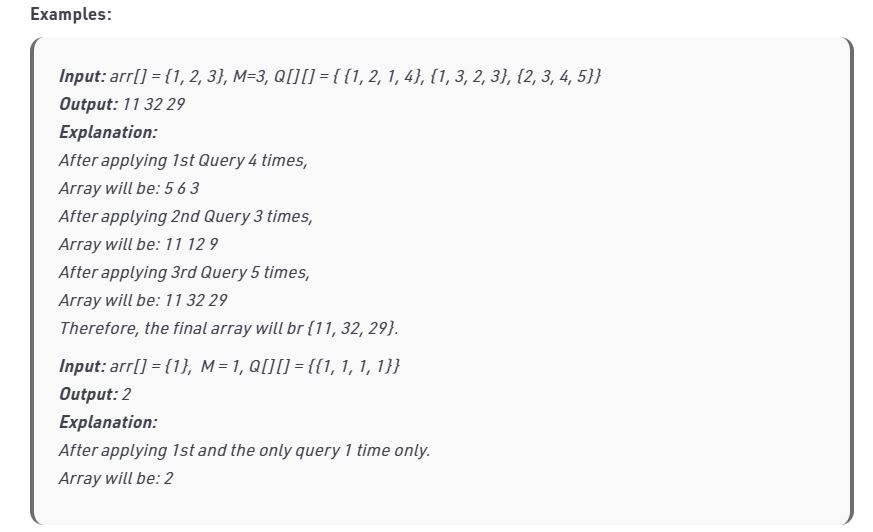 Examples:
Input: arr[] = {1, 2, 3}, M=3, Q[][] = { {1, 2, 1, 4}, {1, 3, 2, 3}, {2, 3, 4, 5}}
Output: 11 32 29
Explanation:
After applying 1st Query 4 times,
Array will be: 5 6 3
After applying 2nd Query 3 times,
Array will be: 11 12 9
After applying 3rd Query 5 times,
Array will be: 11 32 29
Therefore, the final array will br {11, 32, 29}.
Input: arr[] = {1}, M = 1, Q[][] = {{1, 1, 1, 1}}
Output: 2
Explanation:
After applying 1st and the only query 1 time only.
Array will be: 2